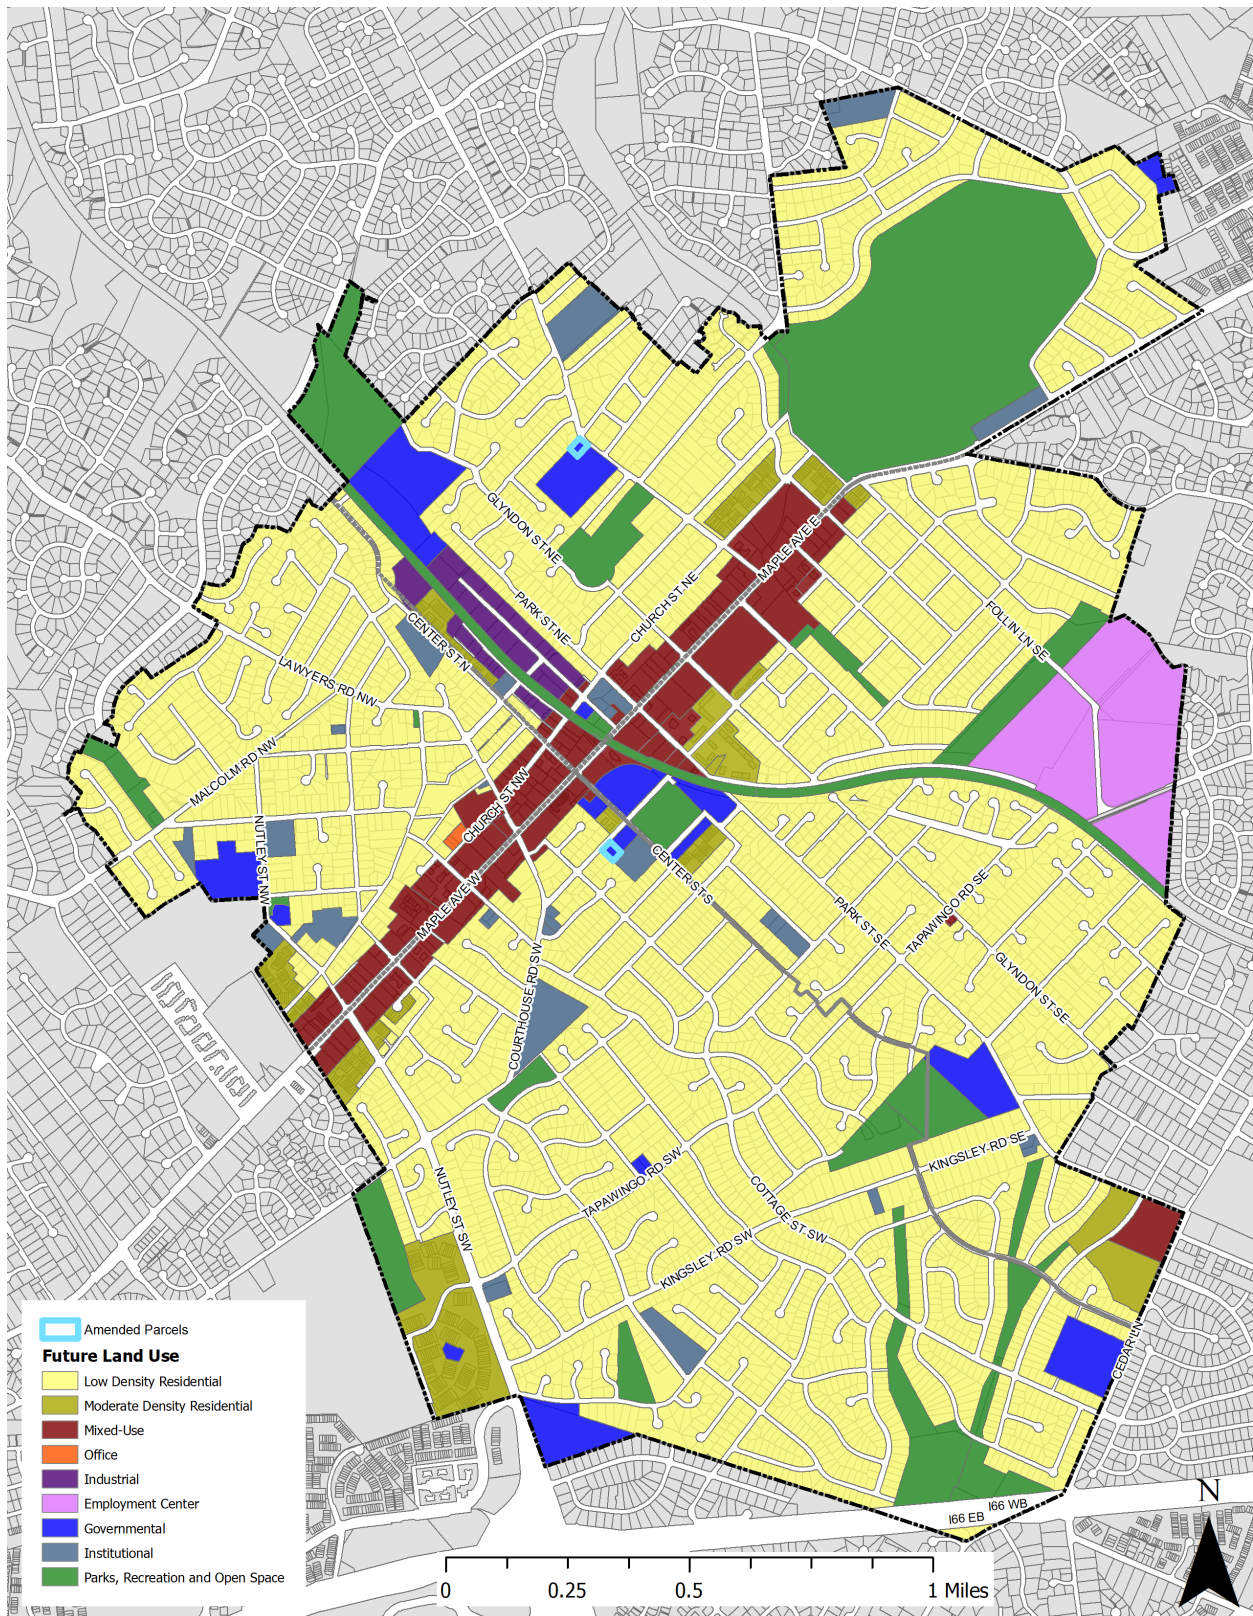 GLYNDON ST NE
MAPLE AVE E
CHURCH ST NE
PARK ST NE
CENTER ST N
FOLLIN LN SE
LAWYERS RD NW
MALCOLM RD NW
CHURCH ST NW
NUTLEY ST NW
MAPLE AVE W
CENTER ST S
PARK ST SE
TAPAWINGO RD SE
GLYNDON ST SE
COURTHOUSE RD SW
KINGSLEY RD SE
TAPAWINGO RD SW
COTTAGE ST SW
NUTLEY ST SW
KINGSLEY RD SW
CEDAR LN
I66 WB
I66 EB
Amended Parcels
Future Land Use
Low Density Residential
Moderate Density Residential
Mixed-Use
Office
Industrial
Employment Center
Governmental
Institutional
Parks, Recreation and Open Space
0 0.25 0.5 1 Miles
N